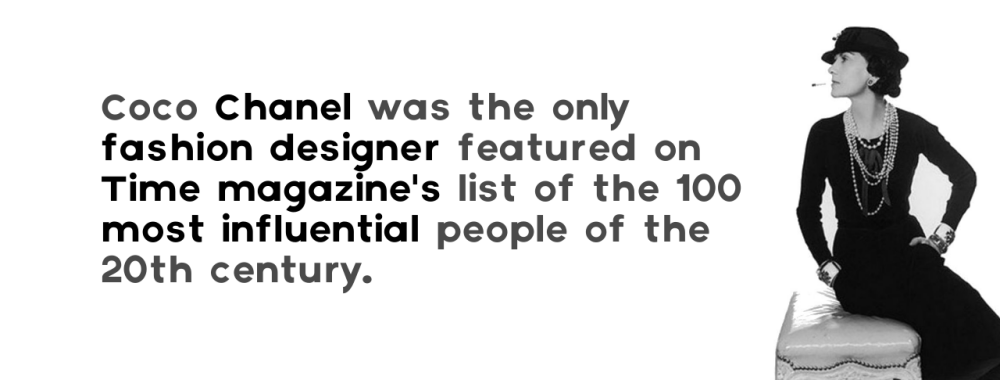 Coco Chanel was the only
fashion designer featured on
Time magazine's list of the 100
most influential people of the
20th century.